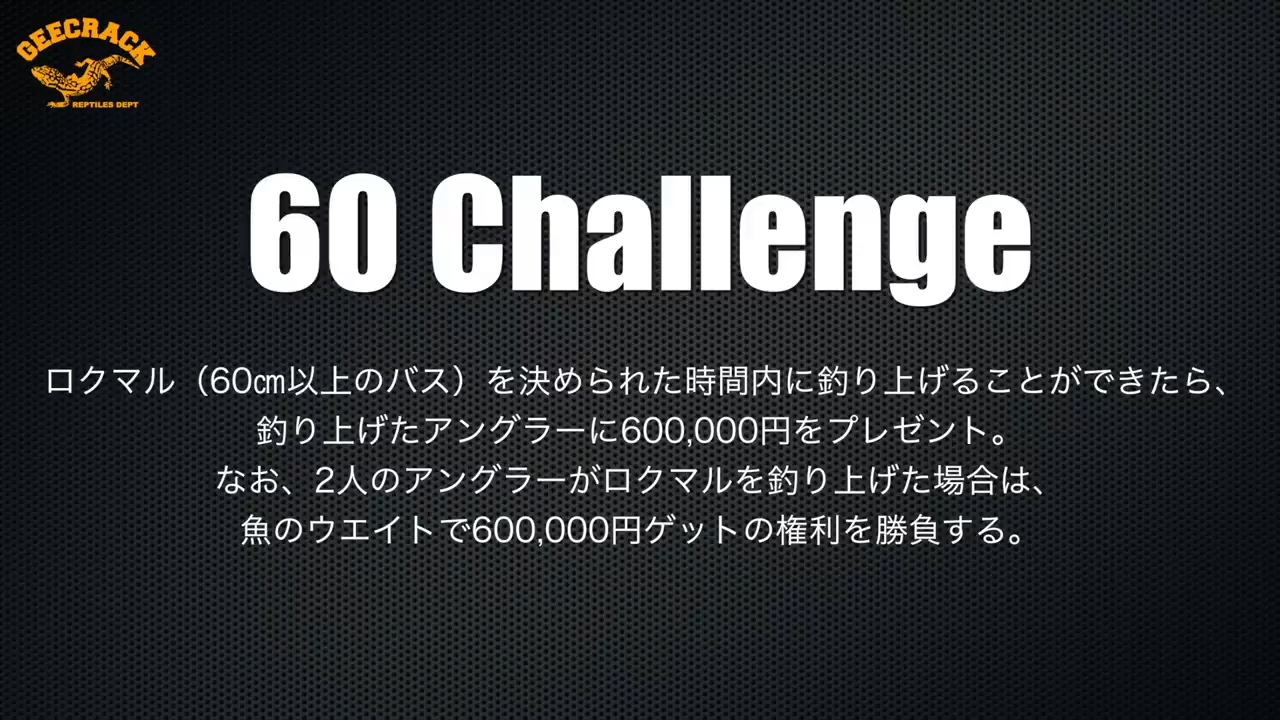 GEECRACK
REPTILES DEPT
60 Challenge
ロクマル（60㎝以上のバス）を決められた時間内に釣り上げることができたら、
釣り上げたアングラーに600,000円をプレゼント。
なお、2人のアングラーがロクマルを釣り上げた場合は、
魚のウエイトで600,000円ゲットの権利を勝負する。